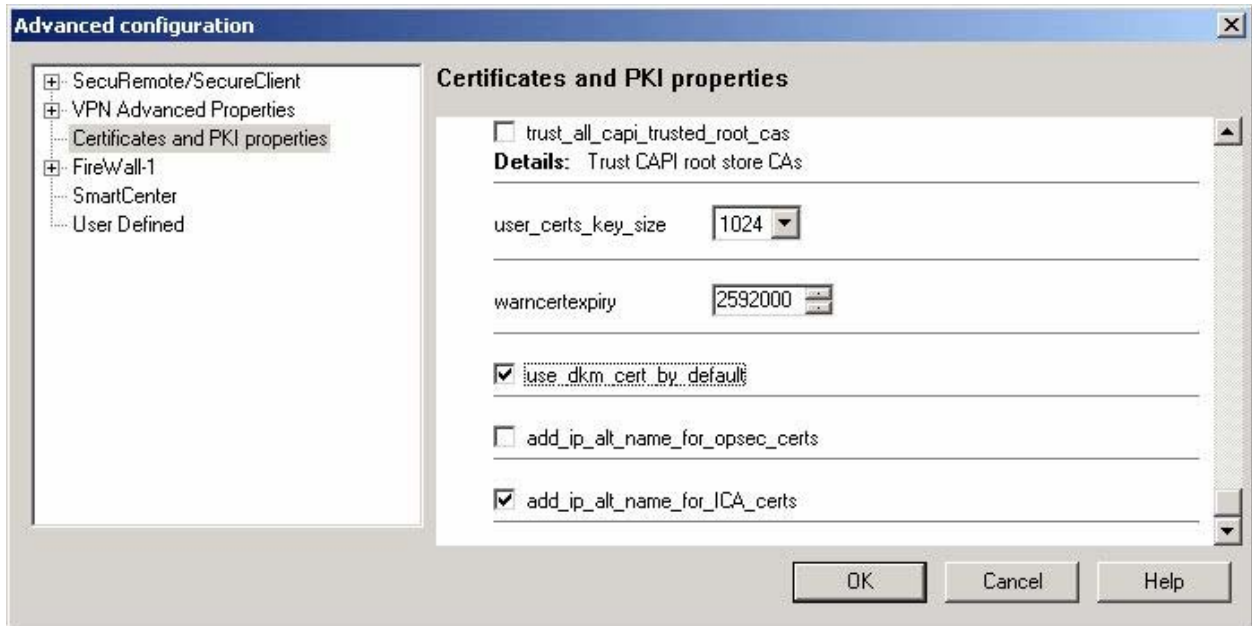 Advanced configuration
SecuRemote/SecureClient
VPN Advanced Properties
Certificates and PKI properties
FireWall-1
SmartCenter
User Defined
Certificates and PKI properties
trust_all_capi_trusted_root_cas
Details: Trust CAPI root store CAs
user_certs_key_size 1024
warncertexpiry 2592000
use_dkm_cert_by_default
add_ip_alt_name_for_opsec_certs
add_ip_alt_name_for_ICA_certs
OK Cancel Help